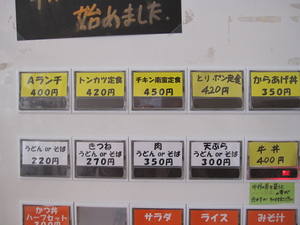 始めました.
Aランチ
400円
トンカツ定食
420円
チキン南蛮定食
450円
とりポン定食
420円
からあげ丼
350円
うどん or そば
220円
きつね
うどん or そば
270円
肉
うどん or そば
350円
天ぷら
うどん or そば
300円
牛丼
400円
かつ丼
ハーフセット
サラダ
ライス
みそ汁